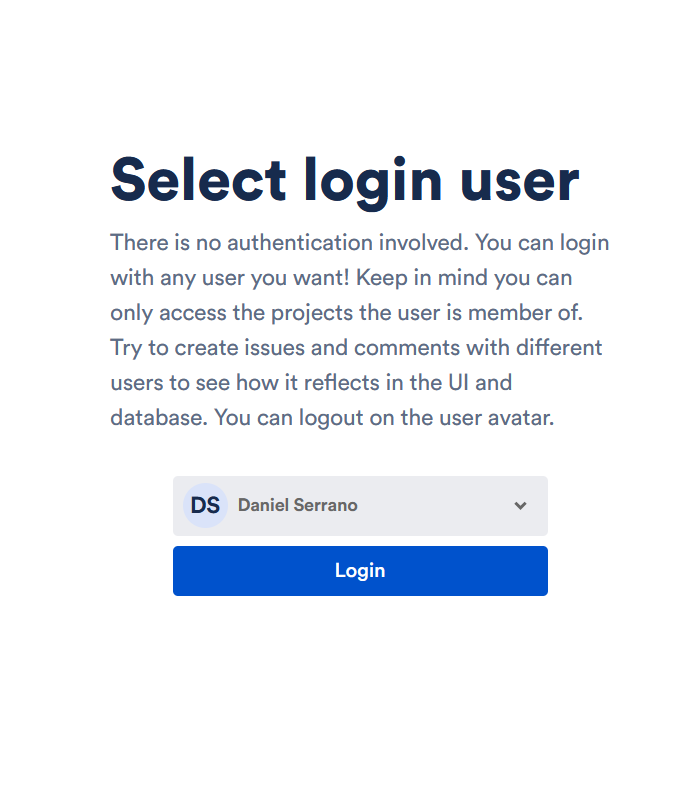 Select login user
There is no authentication involved. You can login
with any user you want! Keep in mind you can
only access the projects the user is member of.
Try to create issues and comments with different
users to see how it reflects in the UI and
database. You can logout on the user avatar.
DS Daniel Serrano
Login